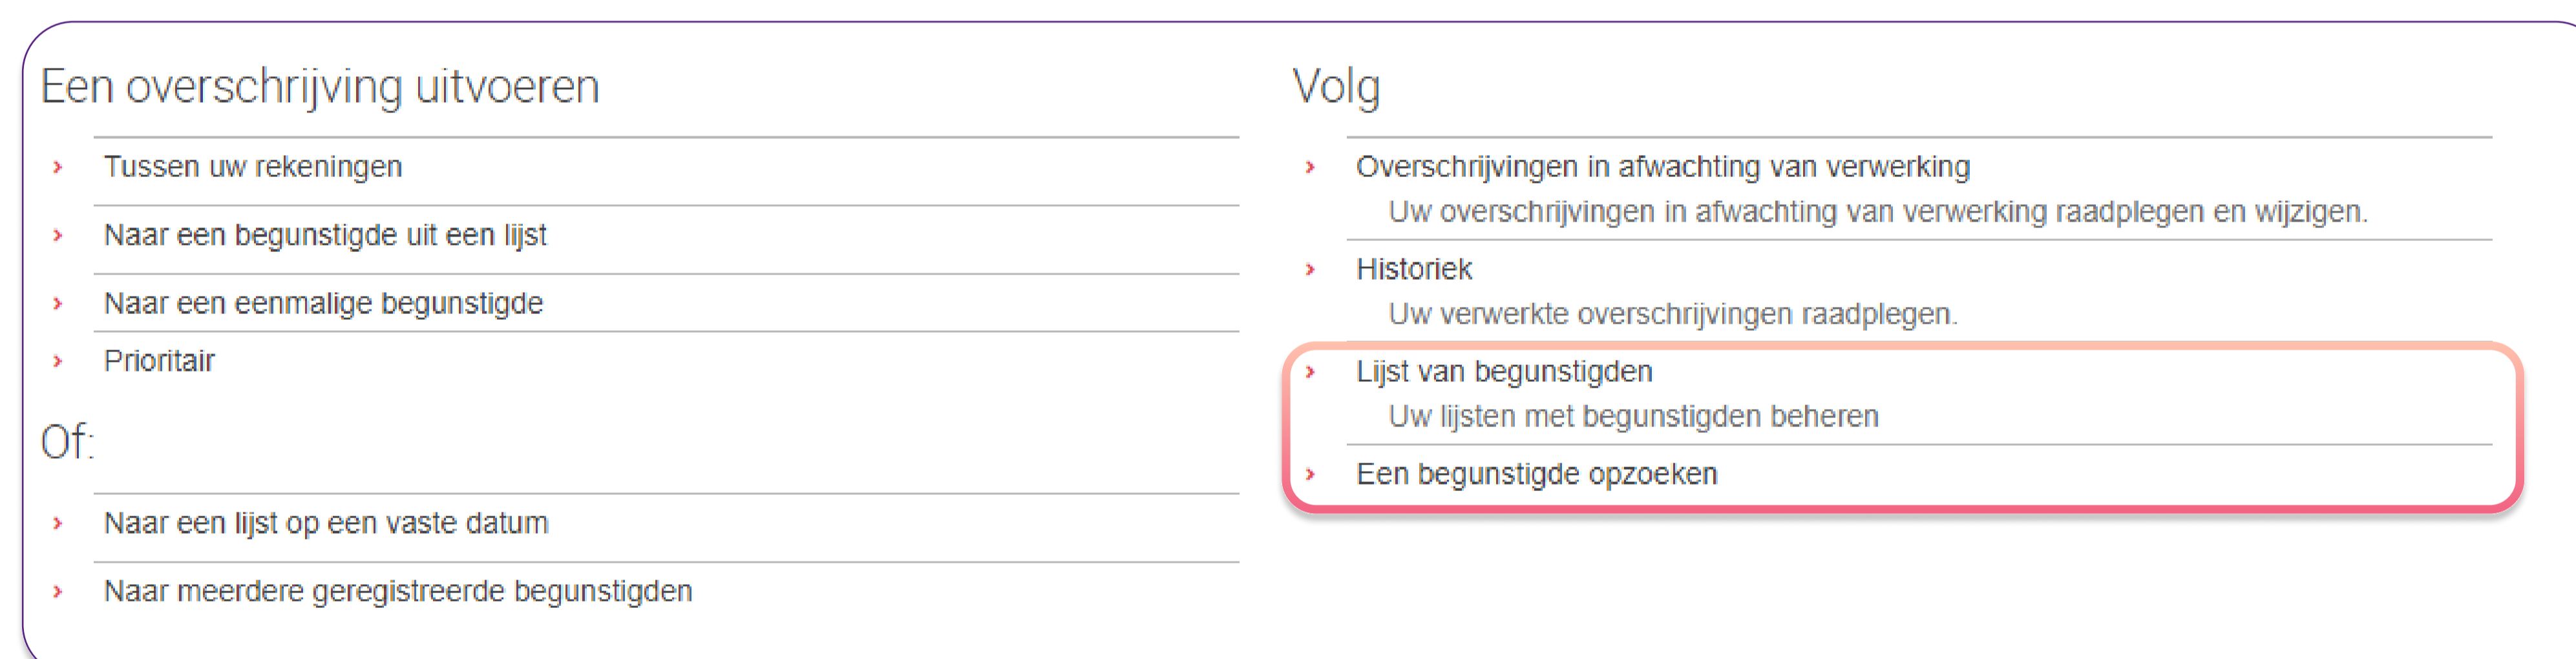 Een overschrijving uitvoeren
Tussen uw rekeningen
Naar een begunstigde uit een lijst
Naar een eenmalige begunstigde
Prioritair
Of:
Naar een lijst op een vaste datum
Naar meerdere geregistreerde begunstigden
Volg
Overschrijvingen in afwachting van verwerking
Uw overschrijvingen in afwachting van verwerking raadplegen en wijzigen.
Historiek
Uw verwerkte overschrijvingen raadplegen.
Lijst van begunstigden
Uw lijsten met begunstigden beheren
Een begunstigde opzoeken